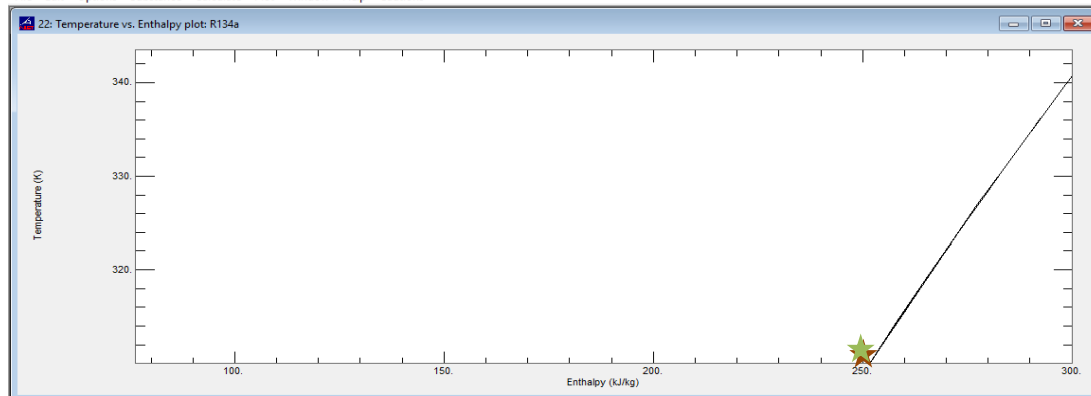 22: Temperature vs. Enthalpy plot: R134a
340.
330.
320.
Temperature (K)
100.
150.
200.
250.
300.
Enthalpy (kJ/kg)